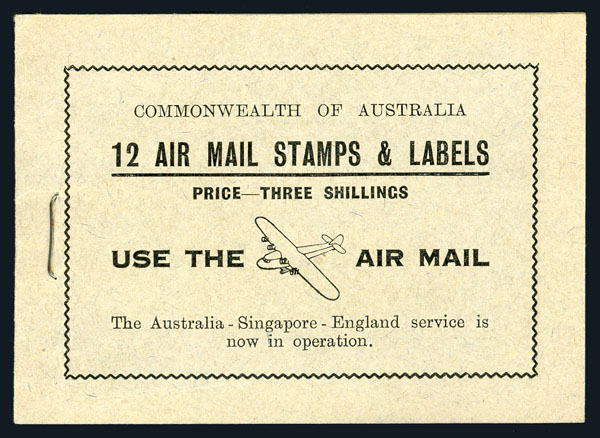 COMMONWEALTH OF AUSTRALIA
12 AIR MAIL STAMPS & LABELS
PRICE—THREE SHILLINGS
USE THE AIR MAIL
The Australia - Singapore - England service is
now in operation.